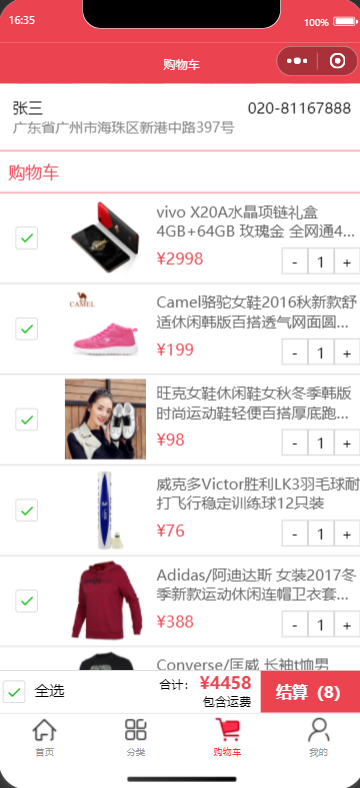 16:35
100%
购物车
张三 020-81167888
广东省广州市海珠区新港中路397号
购物车
vivo X20A水晶项链礼盒
4GB+64GB 玫瑰金 全网通4...
¥2998 - 1 +
CAMEL
Camel骆驼女鞋2016秋新款舒
适休闲韩版百搭透气网面圆...
¥199 - 1 +
旺克女鞋休闲鞋女秋冬季韩版
时尚运动鞋轻便百搭厚底跑...
¥98 - 1 +
威克多Victor胜利LK3羽毛球耐
打飞行稳定训练球12只装
¥76 - 1 +
Adidas/阿迪达斯 女装2017冬
季新款运动休闲连帽卫衣套...
¥388 - 1 +
Converse/匡威 长袖t恤男
全选 合计: ¥4458 结算（8）
包含运费
首页 分类 购物车 我的